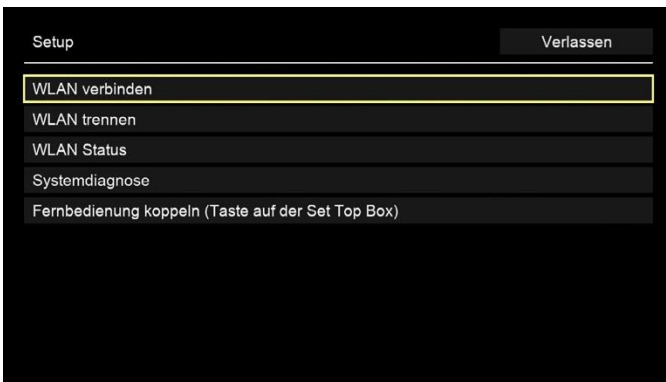 Setup
Verlassen
WLAN verbinden
WLAN trennen
WLAN Status
Systemdiagnose
Fernbedienung koppeln (Taste auf der Set Top Box)